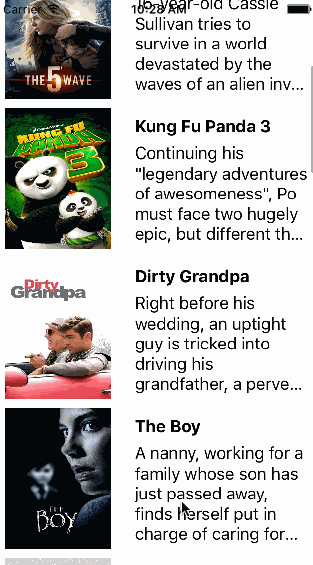 Carrier 10:28 AM
16-year-old Cassie
Sullivan tries to
survive in a world
devastated by the
waves of an alien inv...
THE 5TH WAVE
Kung Fu Panda 3
Continuing his
"legendary adventures
of awesomeness", Po
must face two hugely
epic, but different th...
KUNG FU
PANDA
3
Dirty Grandpa
Right before his
wedding, an uptight
guy is tricked into
driving his
grandfather, a perve...
Dirty
Grandpa
The Boy
A nanny, working for a
family whose son has
just passed away,
finds herself put in
charge of caring for...
THE
BOY